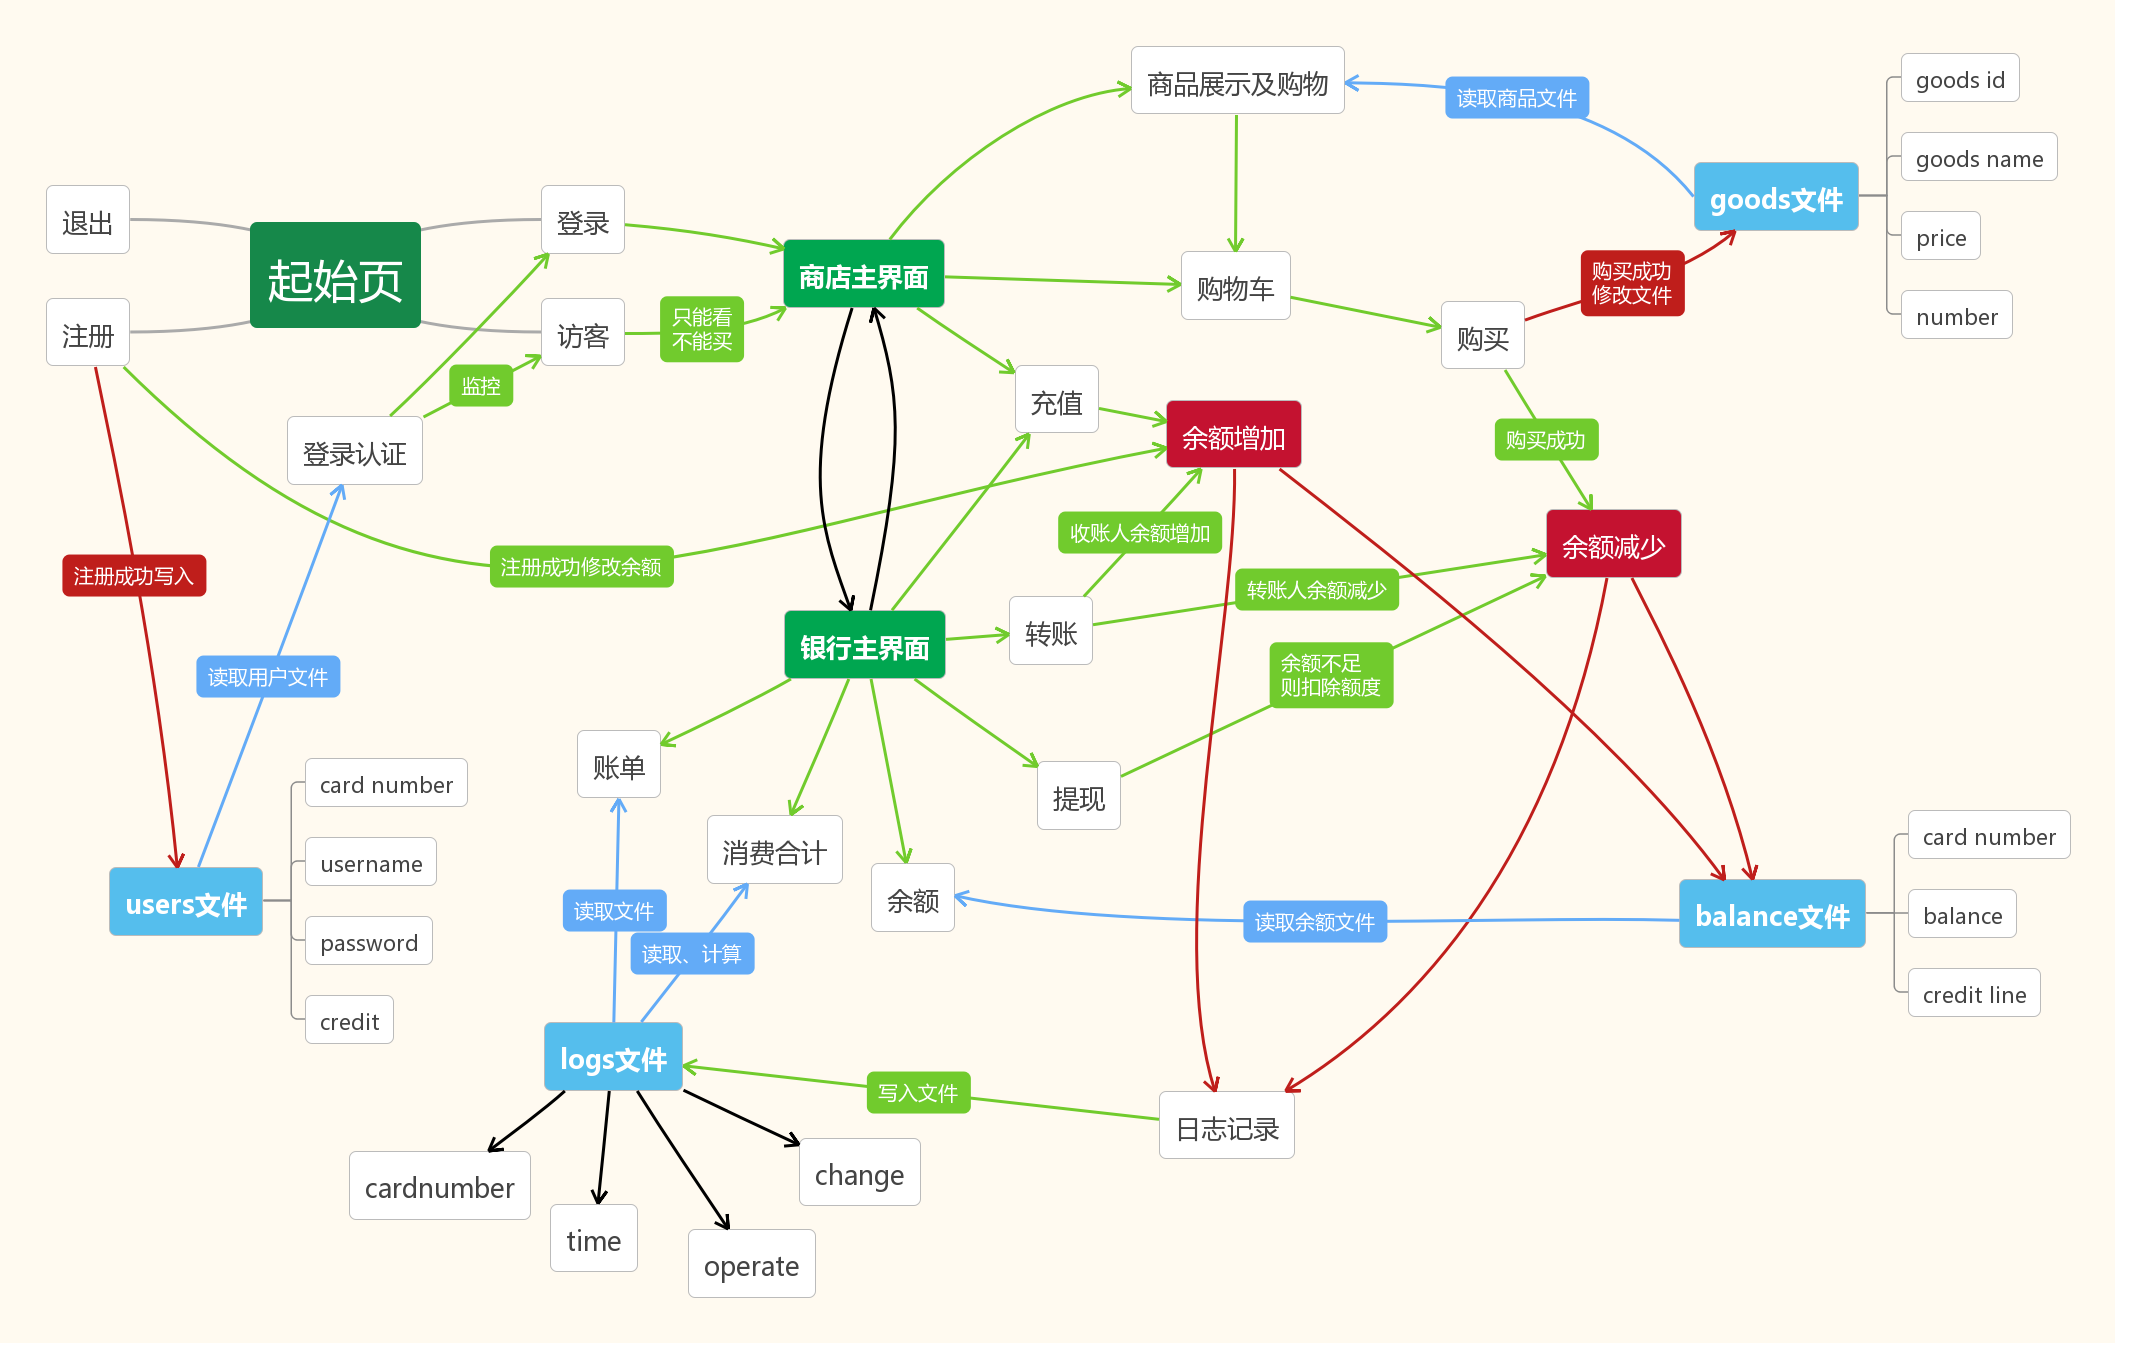 商品展示及购物
读取商品文件
goods id
goods name
goods文件
price
number
退出
起始页
登录
注册
访客
监控
只能看
不能买
商店主界面
购物车
购买
购买成功
修改文件
登录认证
充值
余额增加
购买成功
余额减少
注册成功写入
注册成功修改余额
收账人余额增加
转账人余额减少
银行主界面
转账
余额不足
则扣除额度
读取用户文件
账单
消费合计
余额
提现
card number
username
users文件
password
credit
读取文件
读取、计算
读取余额文件
card number
balance文件
balance
credit line
logs文件
写入文件
日志记录
cardnumber
time
operate
change